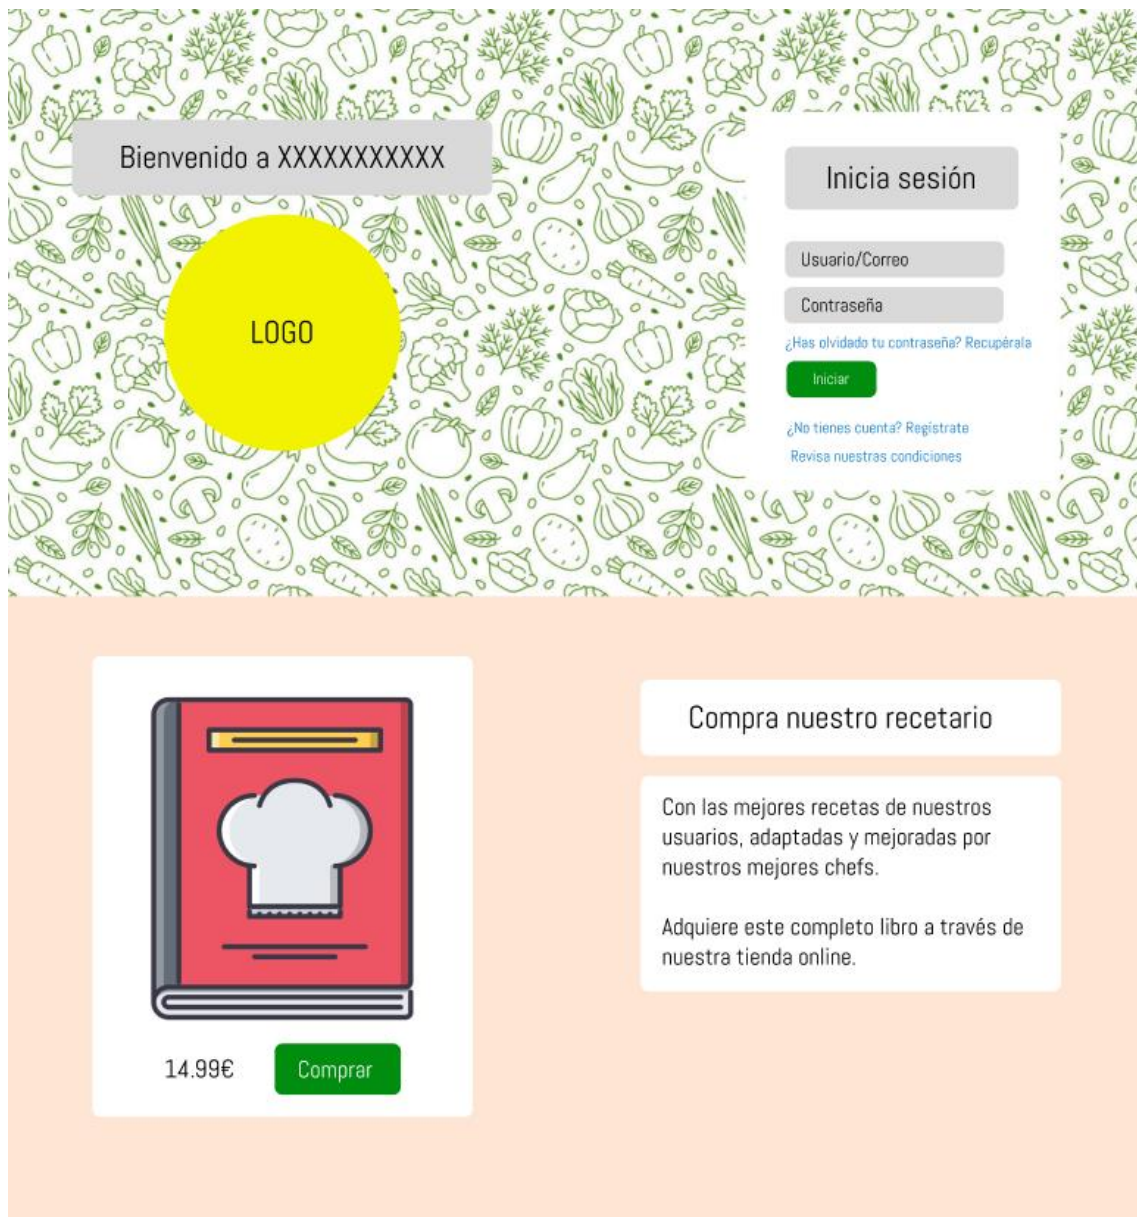 Bienvenido a XXXXXXXXXXX
LOGO
Inicia sesión
Usuario/Correo
Contraseña
¿Has olvidado tu contraseña? Recupérala
Iniciar
¿No tienes cuenta? Regístrate
Revisa nuestras condiciones
14.99€
Comprar
Compra nuestro recetario
Con las mejores recetas de nuestros
usuarios, adaptadas y mejoradas por
nuestros mejores chefs.
Adquiere este completo libro a través de
nuestra tienda online.